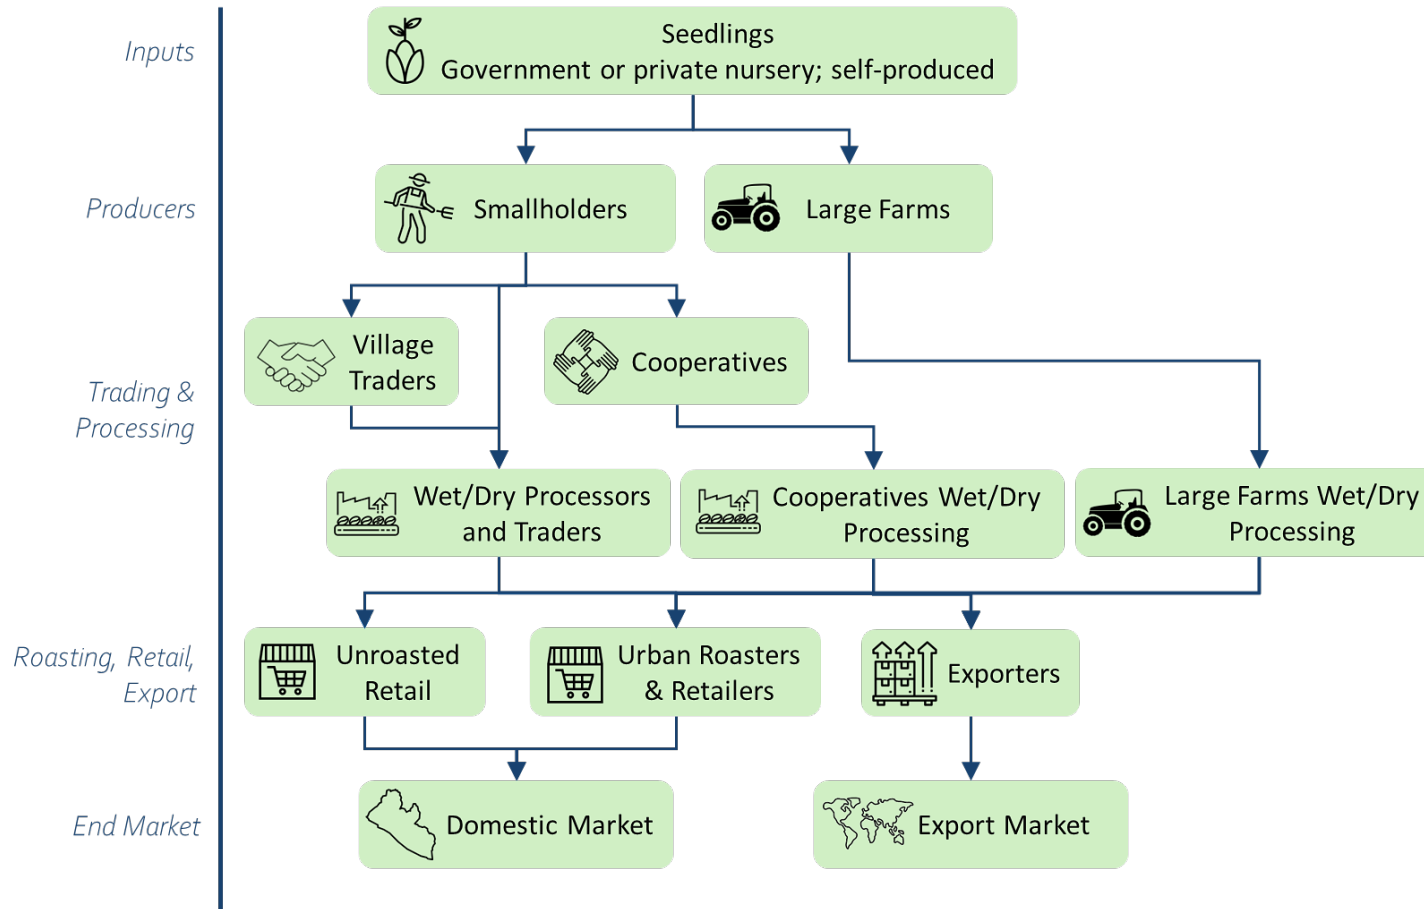 Inputs
Seedlings
Government or private nursery; self-produced
Producers
Smallholders
Large Farms
Trading &
Processing
Village
Traders
Cooperatives
Wet/Dry Processors
and Traders
Cooperatives Wet/Dry
Processing
Large Farms Wet/Dry
Processing
Roasting, Retail,
Export
Unroasted
Retail
Urban Roasters
& Retailers
Exporters
End Market
Domestic Market
Export Market